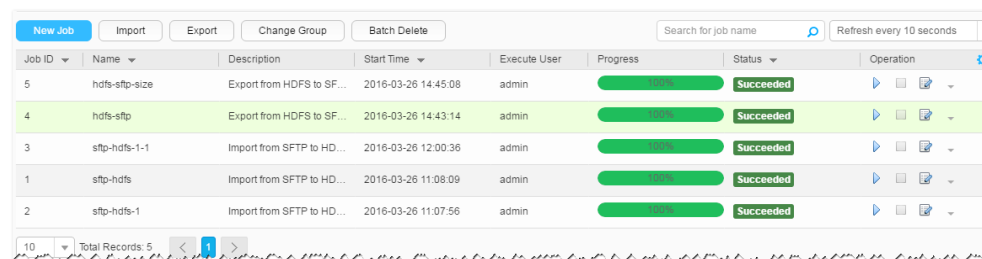 New Job Import Export Change Group Batch Delete Search for job name Refresh every 10 seconds
Job ID Name Description Start Time Execute User Progress Status Operation
5 hdfs-sftp-size Export from HDFS to SF... 2016-03-26 14:45:08 admin 100% Succeeded
4 hdfs-sftp Export from HDFS to SF... 2016-03-26 14:43:14 admin 100% Succeeded
3 sftp-hdfs-1-1 Import from SFTP to HD... 2016-03-26 12:00:36 admin 100% Succeeded
1 sftp-hdfs Import from SFTP to HD... 2016-03-26 11:08:09 admin 100% Succeeded
2 sftp-hdfs-1 Import from SFTP to HD... 2016-03-26 11:07:56 admin 100% Succeeded
10 Total Records: 5 < 1 >